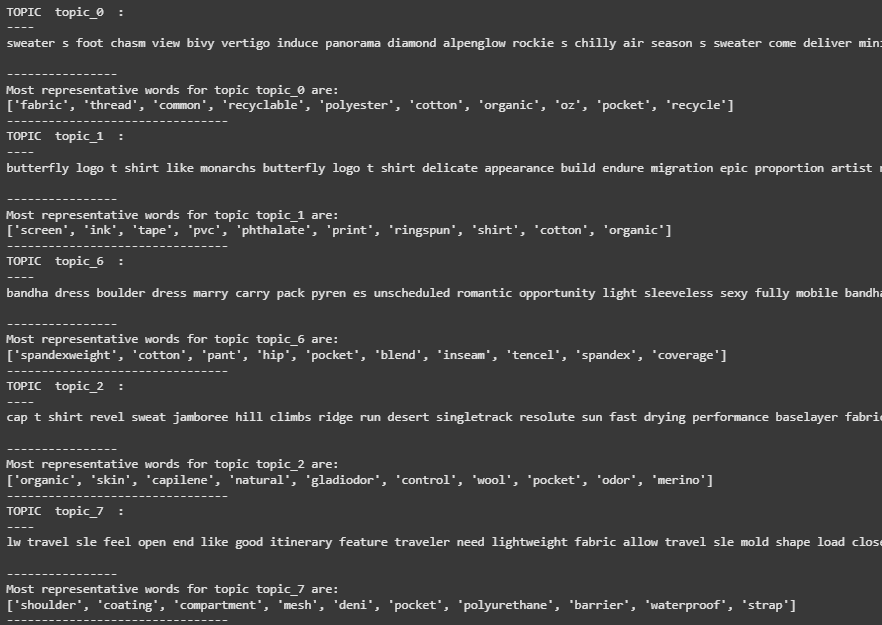 TOPIC  topic_0  :
----
sweater s foot chasm view bivy vertigo induce panorama diamond alpenglow rockie s chilly air season s sweater come deliver mini
----------------
Most representative words for topic topic_0 are:
['fabric', 'thread', 'common', 'recyclable', 'polyester', 'cotton', 'organic', 'oz', 'pocket', 'recycle']
--------------------------------
TOPIC  topic_1  :
----
butterfly logo t shirt like monarchs butterfly logo t shirt delicate appearance build endure migration epic proportion artist
----------------
Most representative words for topic topic_1 are:
['screen', 'ink', 'tape', 'pvc', 'phthalate', 'print', 'ringspun', 'shirt', 'cotton', 'organic']
--------------------------------
TOPIC  topic_6  :
----
bandha dress boulder dress marry carry pack pyren es unscheduled romantic opportunity light sleeveless sexy fully mobile bandha
----------------
Most representative words for topic topic_6 are:
['spandexweight', 'cotton', 'pant', 'hip', 'pocket', 'blend', 'inseam', 'tencel', 'spandex', 'coverage']
--------------------------------
TOPIC  topic_2  :
----
cap t shirt revel sweat jamboree hill climbs ridge run desert singletrack resolute sun fast drying performance baselayer fabric
----------------
Most representative words for topic topic_2 are:
['organic', 'skin', 'capilene', 'natural', 'gladiodor', 'control', 'wool', 'pocket', 'odor', 'merino']
--------------------------------
TOPIC  topic_7  :
----
lw travel sle feel open end like good itinerary feature traveler need lightweight fabric allow travel sle mold shape load close
----------------
Most representative words for topic topic_7 are:
['shoulder', 'coating', 'compartment', 'mesh', 'deni', 'pocket', 'polyurethane', 'barrier', 'waterproof', 'strap']
--------------------------------